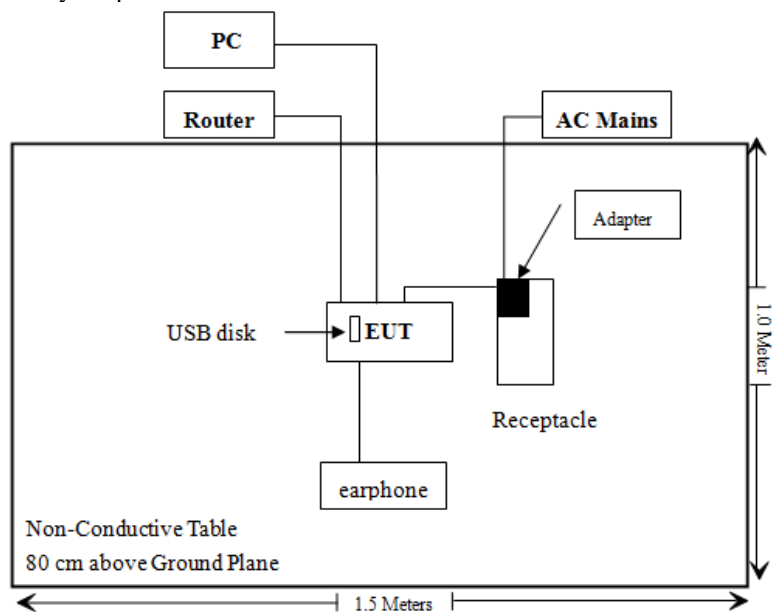 PC
Router
AC Mains
Adapter
USB disk
EUT
1.0 Meter
Receptacle
earphone
Non-Conductive Table
80 cm above Ground Plane
1.5 Meters